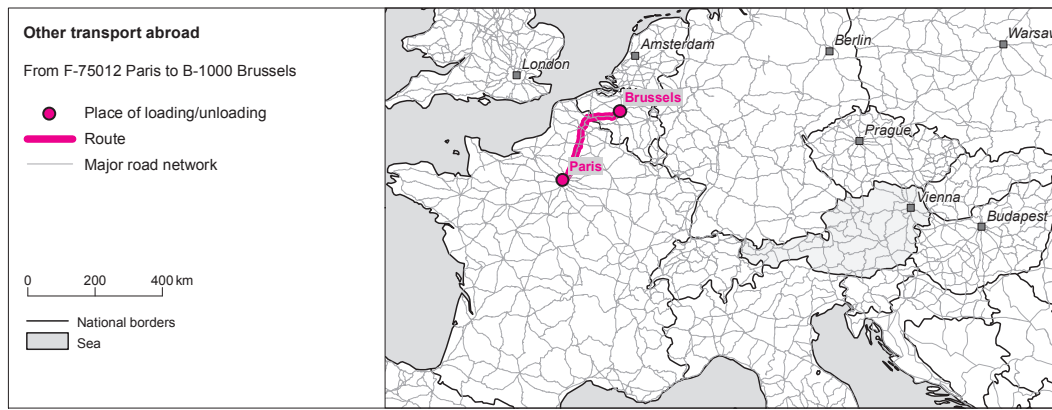 Other transport abroad
From F-75012 Paris to B-1000 Brussels
Place of loading/unloading
Route
Major road network
0 200 400 km
National borders
Sea
London
Amsterdam
Berlin
Warsaw
Brussels
Prague
Paris
Vienna
Budapest